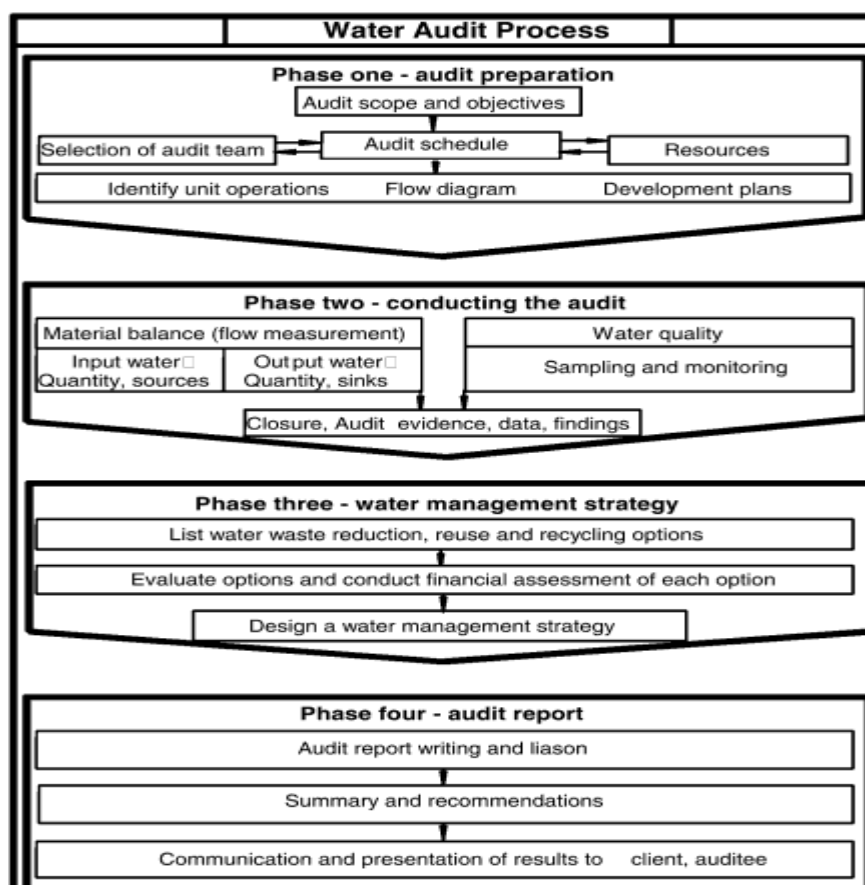 Water Audit Process
Phase one - audit preparation
Audit scope and objectives
Selection of audit team
Audit schedule
Resources
Identify unit operations Flow diagram Development plans
Phase two - conducting the audit
Material balance (flow measurement)
Input water□
Quantity, sources
Output water□
Quantity, sinks
Water quality
Sampling and monitoring
Closure, Audit evidence, data, findings
Phase three - water management strategy
List water waste reduction, reuse and recycling options
Evaluate options and conduct financial assessment of each option
Design a water management strategy
Phase four - audit report
Audit report writing and liason
Summary and recommendations
Communication and presentation of results to client, auditee